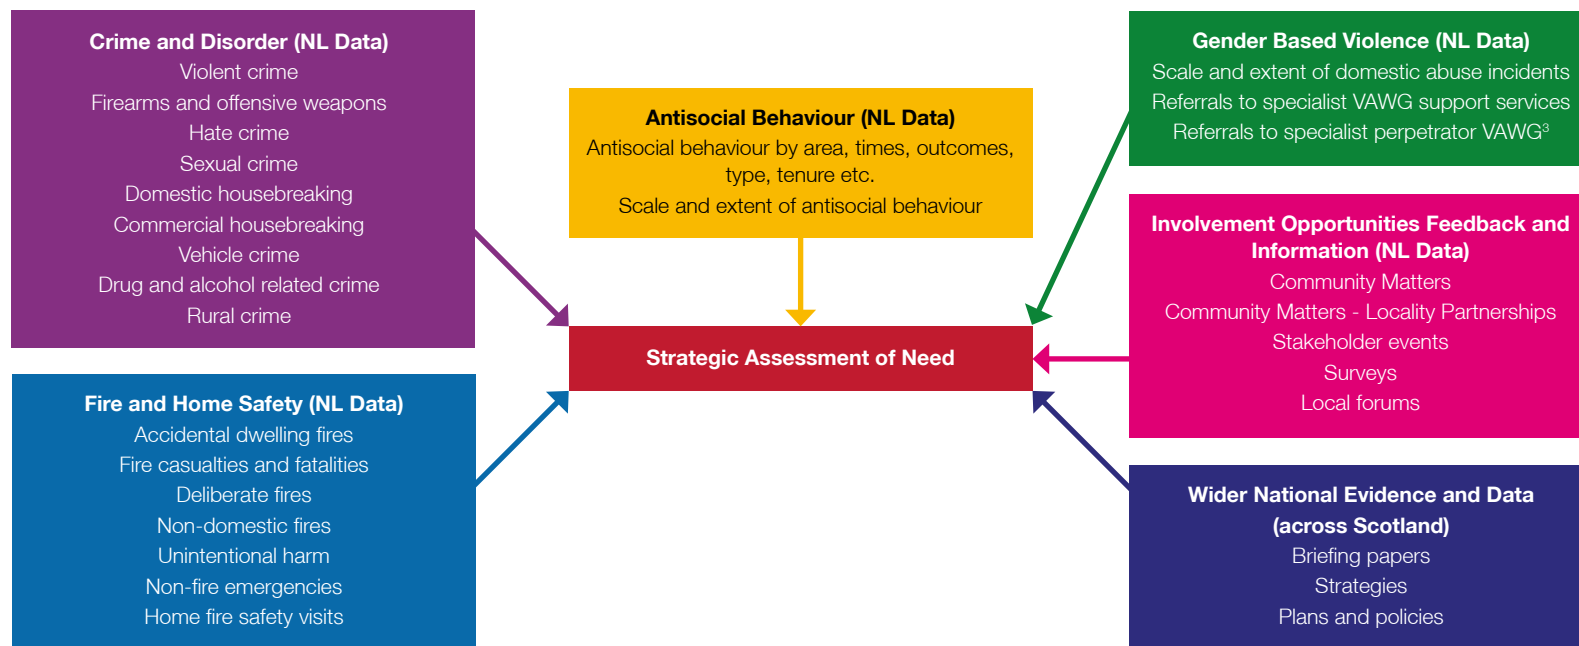 Crime and Disorder (NL Data)
Violent crime
Firearms and offensive weapons
Hate crime
Sexual crime
Domestic housebreaking
Commercial housebreaking
Vehicle crime
Drug and alcohol related crime
Rural crime
Fire and Home Safety (NL Data)
Accidental dwelling fires
Fire casualties and fatalities
Deliberate fires
Non-domestic fires
Unintentional harm
Non-fire emergencies
Home fire safety visits
Antisocial Behaviour (NL Data)
Antisocial behaviour by area, times, outcomes,
type, tenure etc.
Scale and extent of antisocial behaviour
Strategic Assessment of Need
Gender Based Violence (NL Data)
Scale and extent of domestic abuse incidents
Referrals to specialist VAWG support services
Referrals to specialist perpetrator VAWG³
Involvement Opportunities Feedback and
Information (NL Data)
Community Matters
Community Matters - Locality Partnerships
Stakeholder events
Surveys
Local forums
Wider National Evidence and Data
(across Scotland)
Briefing papers
Strategies
Plans and policies